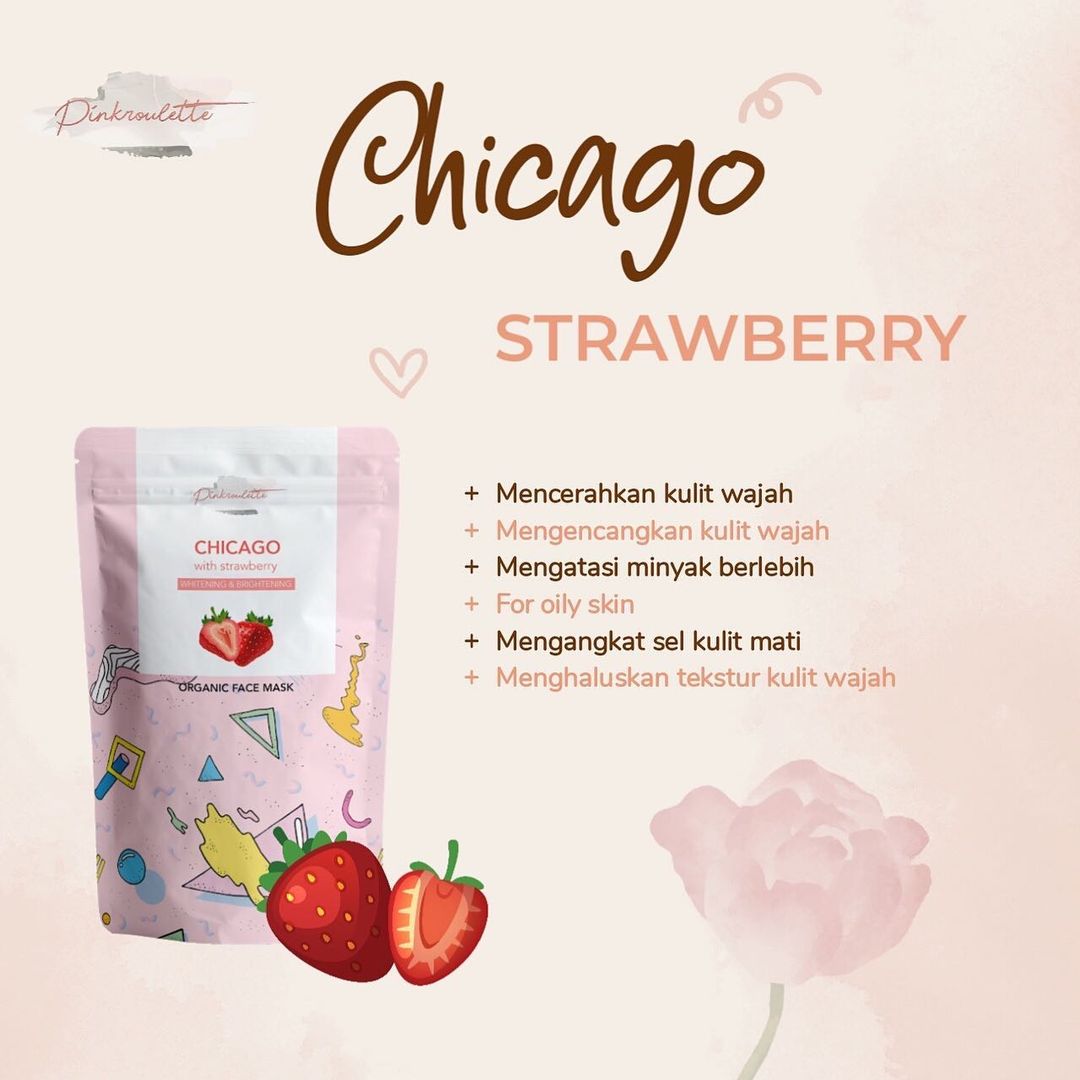 Pinkroulette
Chicago
STRAWBERRY
Pinkroulette
CHICAGO
with strawberry
WHITENING & BRIGHTENING
ORGANIC FACE MASK
+ Mencerahkan kulit wajah
+ Mengencangkan kulit wajah
+ Mengatasi minyak berlebih
+ For oily skin
+ Mengangkat sel kulit mati
+ Menghaluskan tekstur kulit wajah